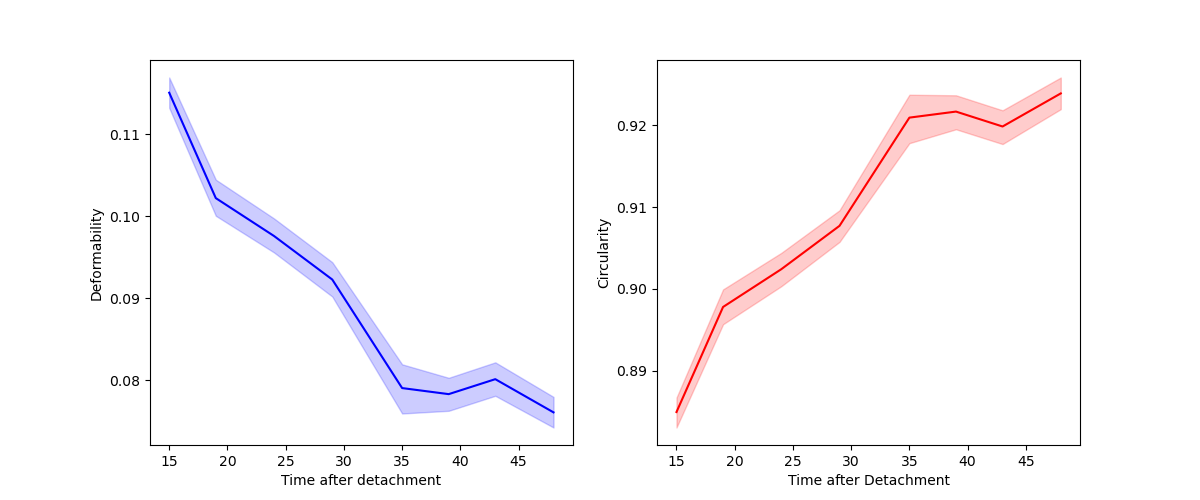 0.11
0.10
0.09
0.08
Deformability
15 20 25 30 35 40 45
Time after detachment
0.92
0.91
0.90
0.89
Circularity
15 20 25 30 35 40 45
Time after Detachment